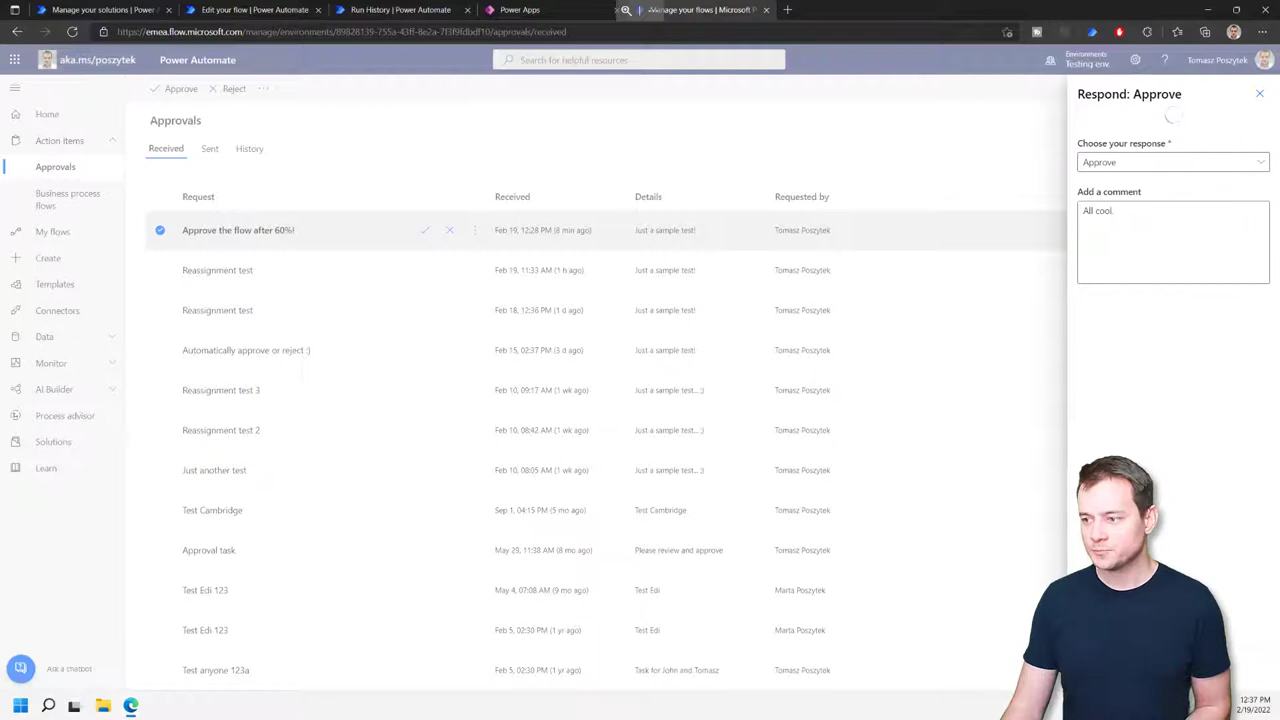 Manage your solutions | Power A
Edit your flow | Power Automate
Run History | Power Automate
Power Apps
Manage your flows | Microsoft P
https://emea.flow.microsoft.com/manage/environments/89828139-755a-43ff-8e2a-7f3f9fdbdf10/approvals/received
aka.ms/poszytek
Power Automate
Search for helpful resources
Environments
Testing env.
Tomasz Poszytek
Home
Action items
Approvals
Business process
flows
My flows
Create
Templates
Connectors
Data
Monitor
AI Builder
Process advisor
Solutions
Learn
Ask a chatbot
Approve
Reject
Approvals
Received
Sent
History
Request
Received
Details
Requested by
Approve the flow after 60%!
Feb 19, 12:28 PM (8 min ago)
Just a sample test!
Tomasz Poszytek
Reassignment test
Feb 19, 11:33 AM (1 h ago)
Just a sample test!
Tomasz Poszytek
Reassignment test
Feb 18, 12:36 PM (1 d ago)
Just a sample test!
Tomasz Poszytek
Automatically approve or reject :)
Feb 15, 02:37 PM (3 d ago)
Just a sample test!
Tomasz Poszytek
Reassignment test 3
Feb 10, 09:17 AM (1 wk ago)
Just a sample test... ;)
Tomasz Poszytek
Reassignment test 2
Feb 10, 08:42 AM (1 wk ago)
Just a sample test... ;)
Tomasz Poszytek
Just another test
Feb 10, 08:05 AM (1 wk ago)
Just a sample test... ;)
Tomasz Poszytek
Test Cambridge
Sep 1, 04:15 PM (5 mo ago)
Test Cambridge
Tomasz Poszytek
Approval task
May 29, 11:38 AM (8 mo ago)
Please review and approve
Tomasz Poszytek
Test Edi 123
May 4, 07:08 AM (9 mo ago)
Test Edi
Marta Poszytek
Test Edi 123
Feb 5, 02:30 PM (1 yr ago)
Test Edi
Marta Poszytek
Test anyone 123a
Feb 5, 02:30 PM (1 yr ago)
Task for John and Tomasz
Tomasz Poszytek
Respond: Approve
Choose your response *
Approve
Add a comment
All cool.
12:37 PM
2/19/2022